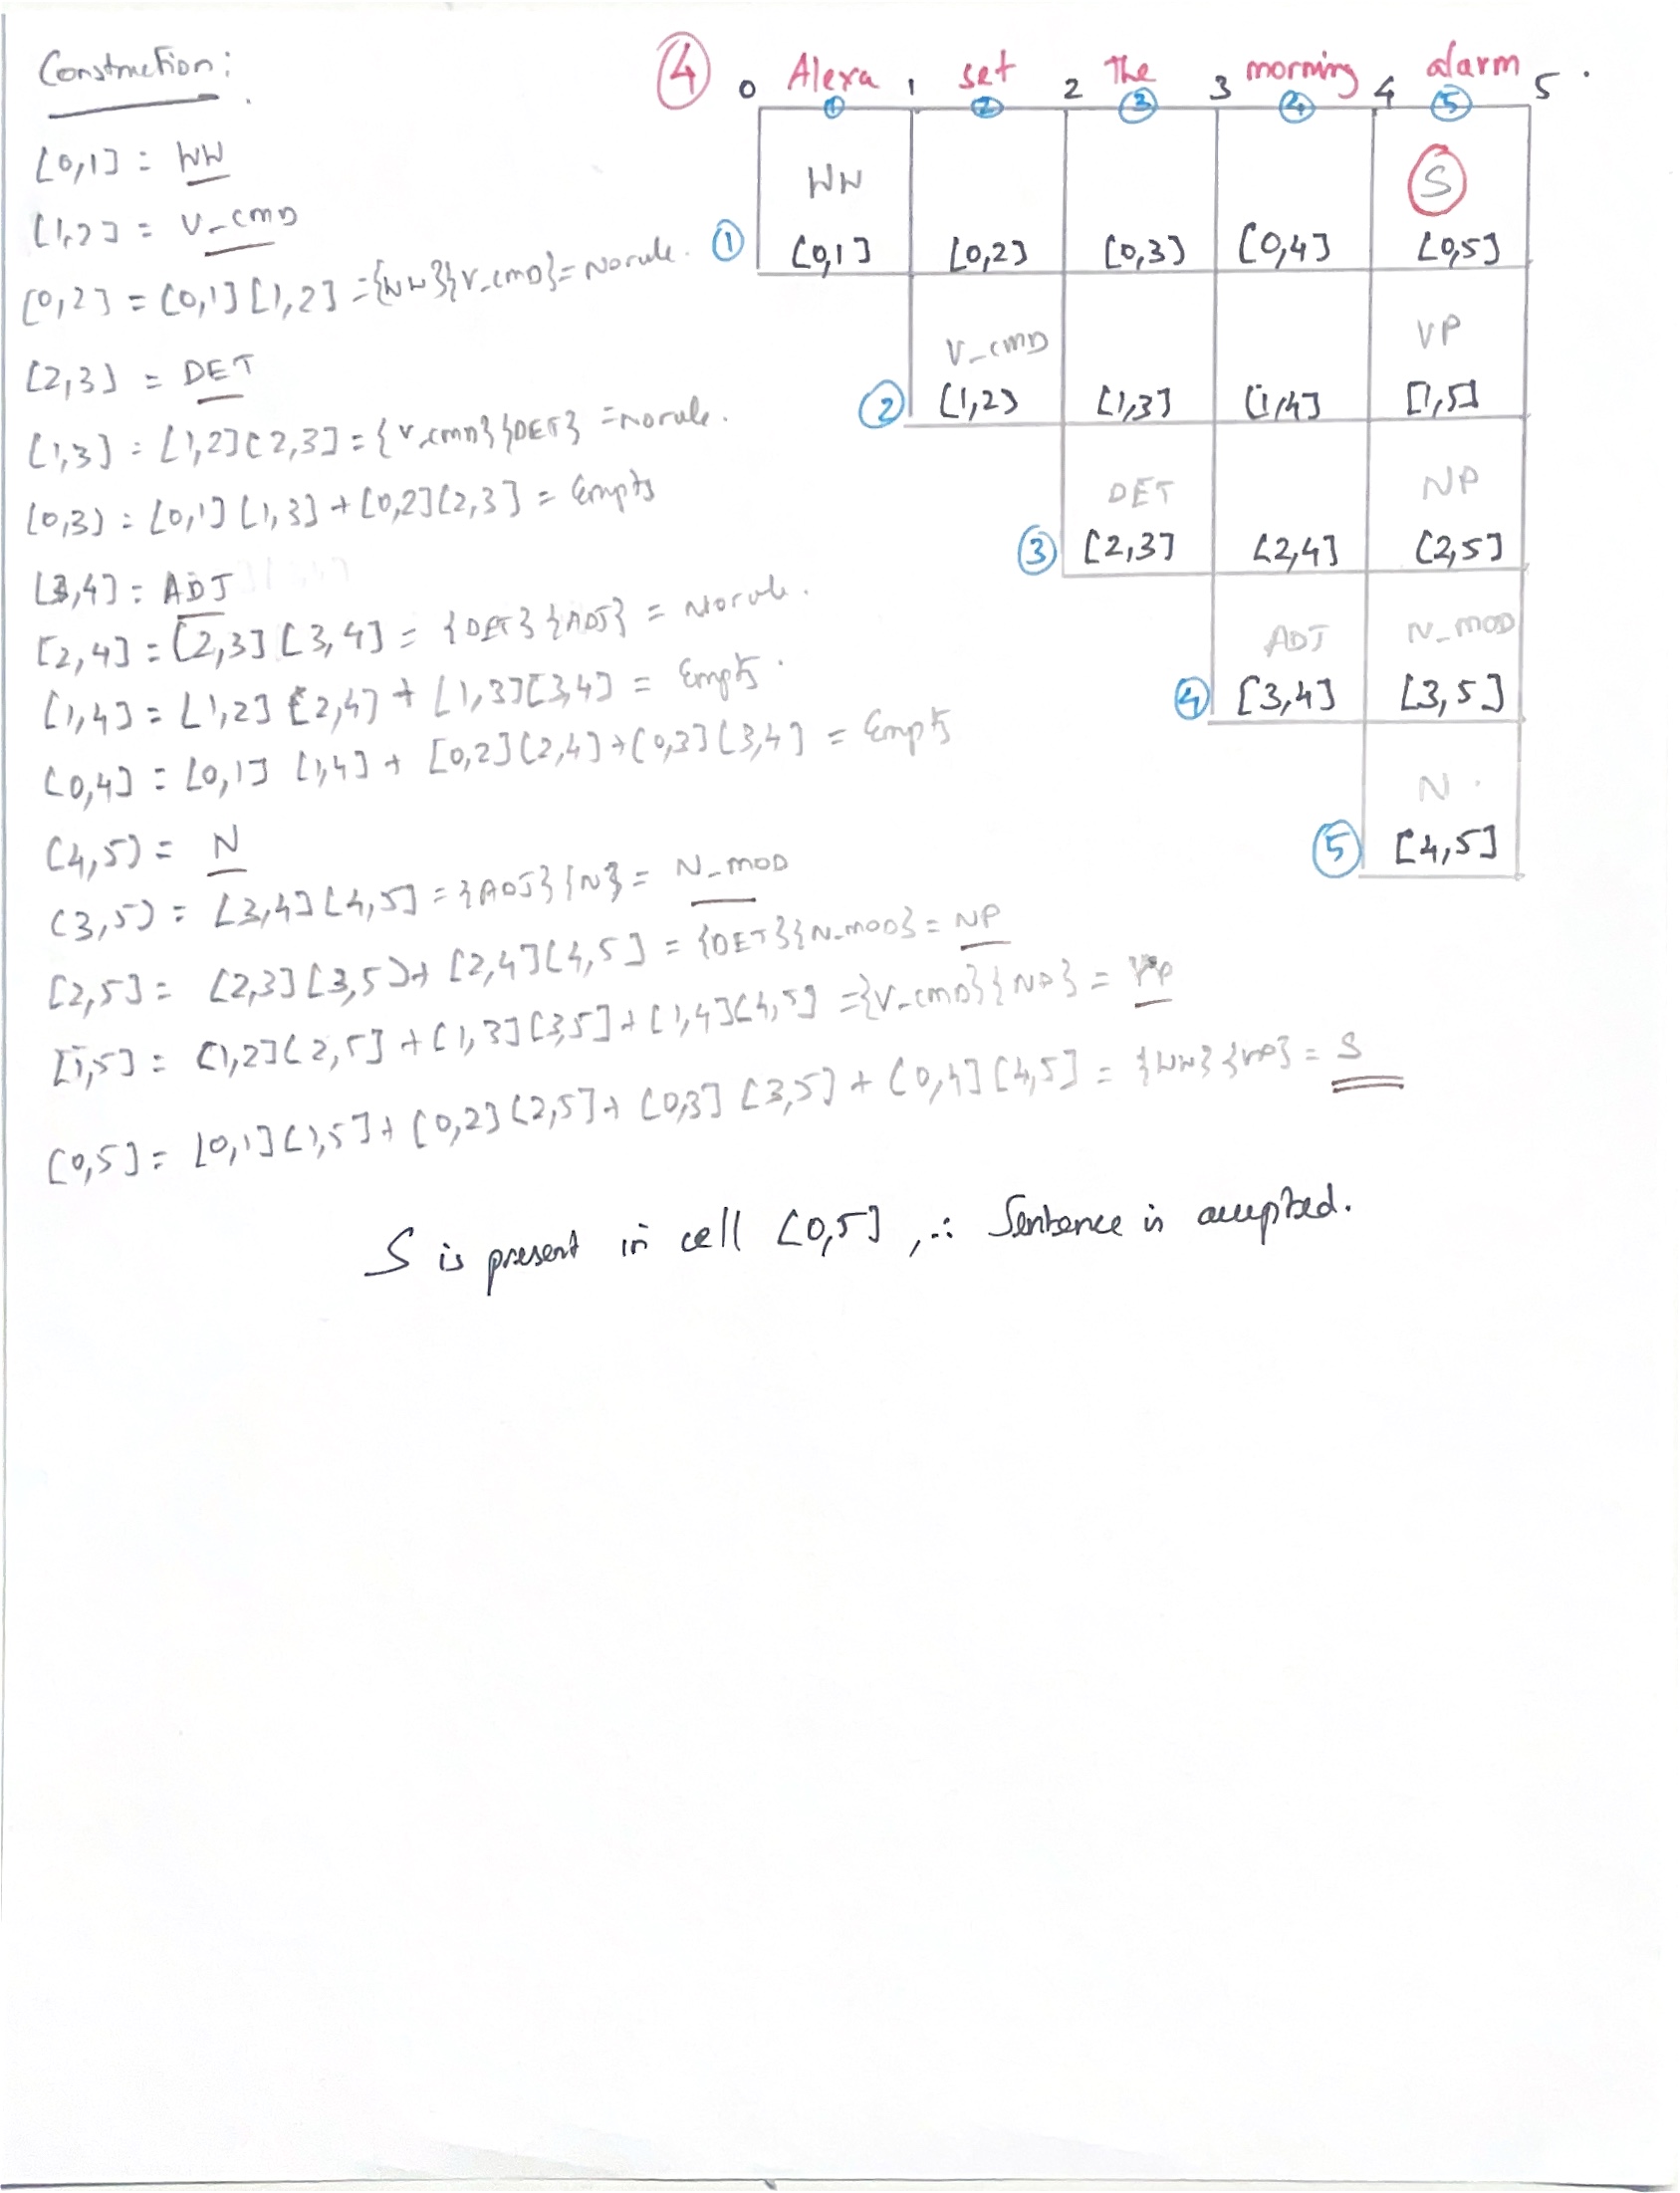 Construction:
④ 0 Alexa 1 set 2 The 3 morning 4 alarm 5 .
① ② ③ ④ ⑤
[0,1] = WW
[1,2] = V_CMD
[0,2] = [0,1] [1,2] = {WW}{V_CMD} = No rule.
[2,3] = DET
[1,3] = [1,2][2,3] = {V_CMD}{DET} = no rule.
[0,3] = [0,1] [1,3] + [0,2][2,3] = Empty
[3,4] = ADJ
[2,4] = [2,3] [3,4] = {DET}{ADJ} = No rule.
[1,4] = [1,2] [2,4] + [1,3][3,4] = Empty.
[0,4] = [0,1] [1,4] + [0,2][2,4] + [0,3][3,4] = Empty
[4,5] = N
[3,5] = [3,4][4,5] = {ADJ}{N} = N_MOD
[2,5] = [2,3][3,5] + [2,4][4,5] = {DET}{N_MOD} = NP
[1,5] = [1,2][2,5] + [1,3][3,5] + [1,4][4,5] = {V_CMD}{NP} = VP
[0,5] = [0,1][1,5] + [0,2][2,5] + [0,3][3,5] + [0,4][4,5] = {WW}{VP} = S
WW S
① [0,1] [0,2] [0,3] [0,4] [0,5]
V_CMD VP
② [1,2] [1,3] [1,4] [1,5]
DET NP
③ [2,3] [2,4] [2,5]
ADJ N_MOD
④ [3,4] [3,5]
N .
⑤ [4,5]
S is present in cell [0,5], ∴ Sentence is accepted.